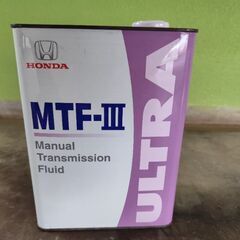 HONDA
MTF-III
Manual
Transmission
Fluid
ULTRA